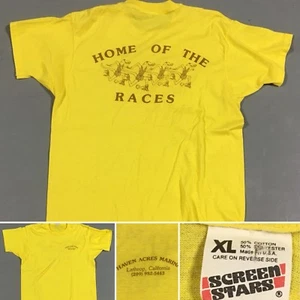 HOME OF THE
RACES
HAVEN ACRES MARINA
Lathrop, California
XL
50% COTTON
50% POLYESTER
Made in U.S.A.
CARE ON REVERSE SIDE
SCREEN
STARS